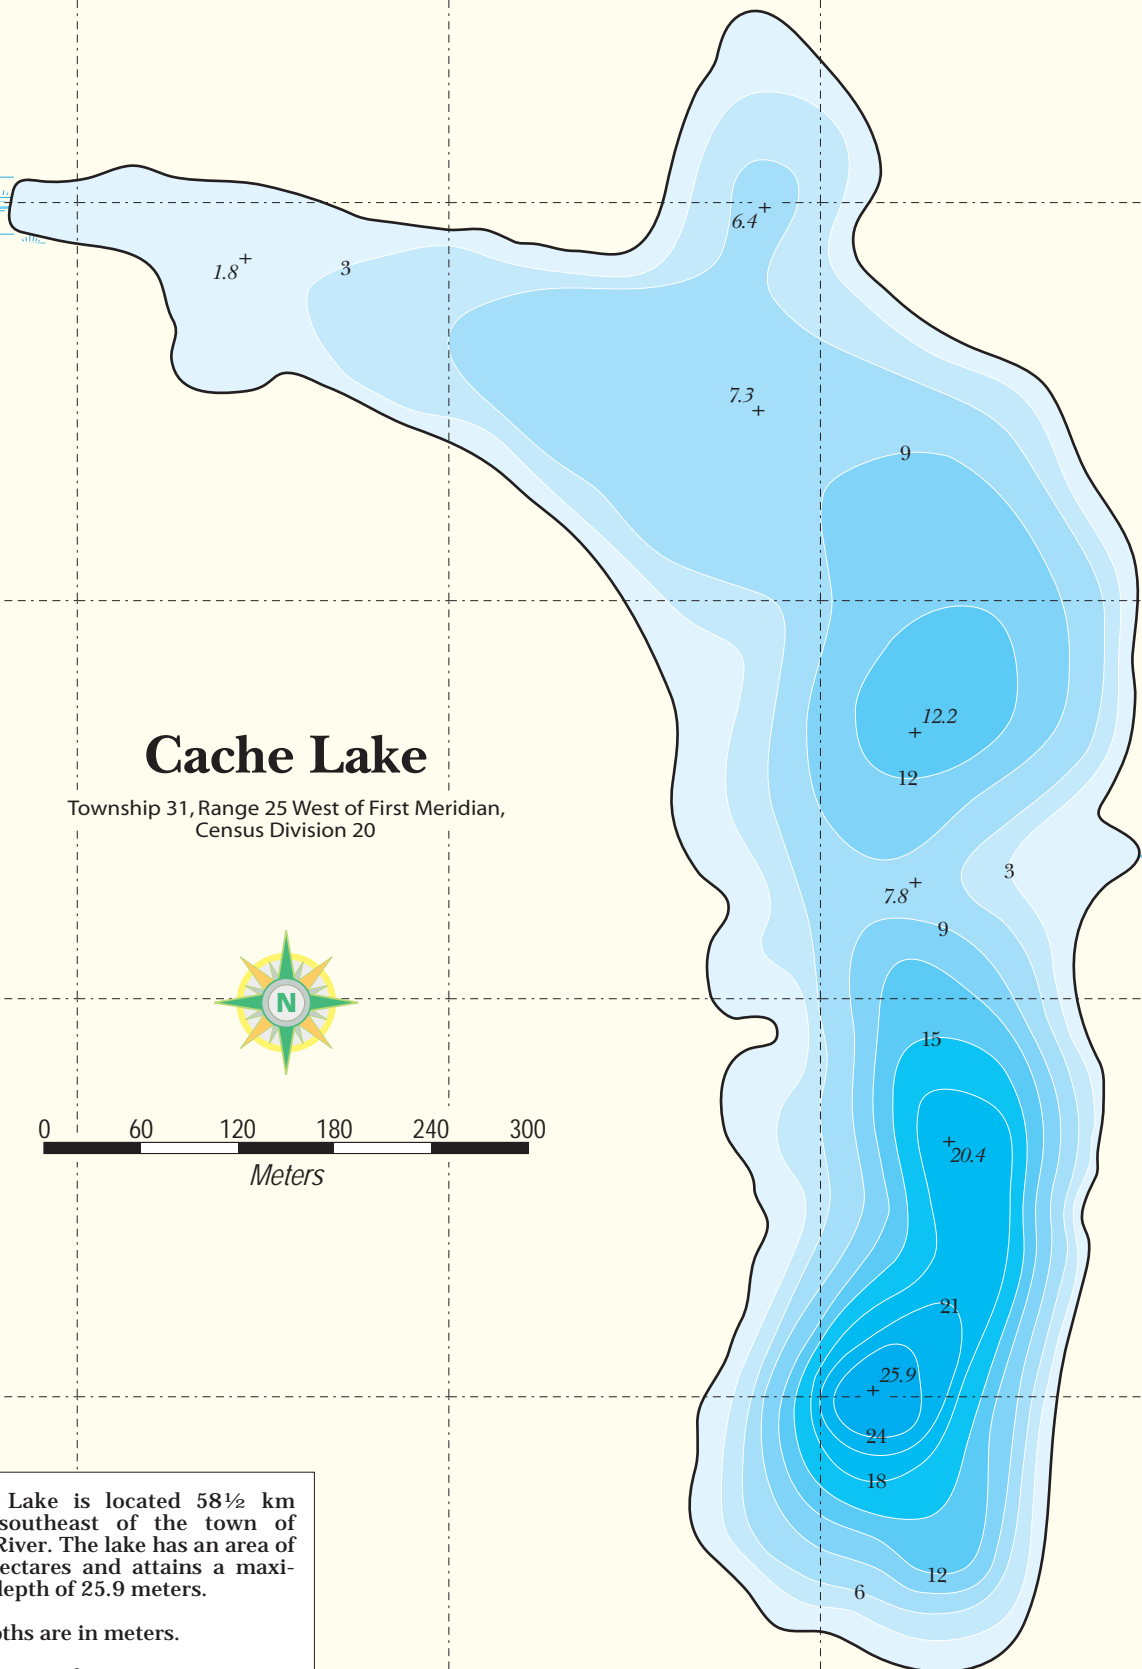 6.4
1.8
3
7.3
9
12.2
12
Cache Lake
Township 31, Range 25 West of First Meridian,
Census Division 20
3
7.8
9
N
15
0 60 120 180 240 300
Meters
20.4
21
25.9
24
18
12
6
Lake is located 58½ km
southeast of the town of
River. The lake has an area of
ectares and attains a maxi-
depth of 25.9 meters.
pths are in meters.